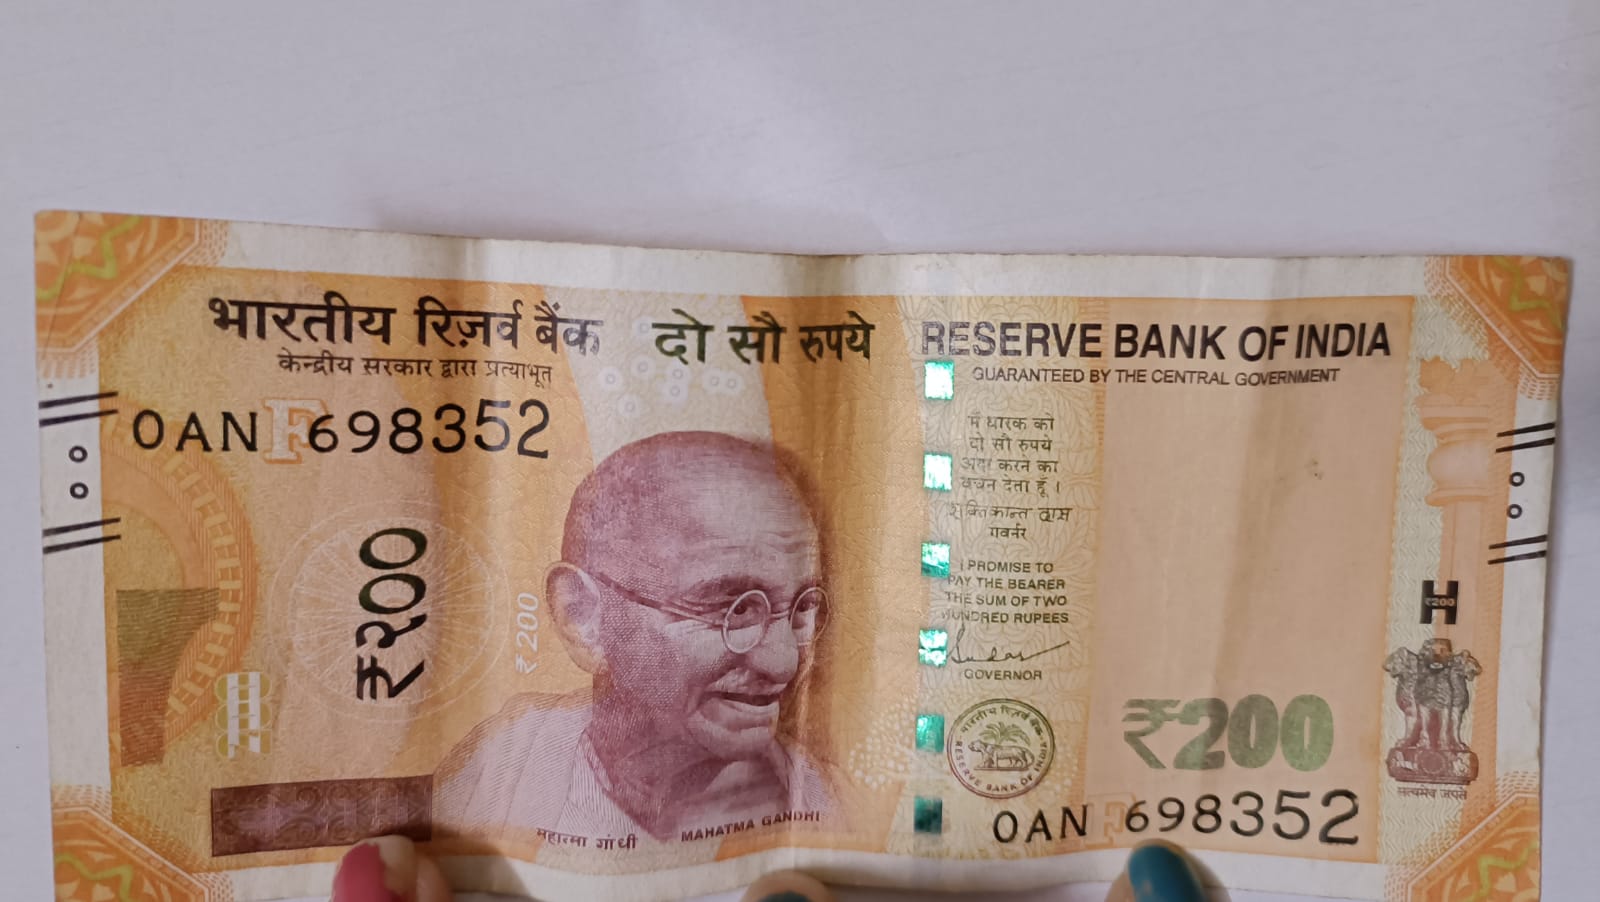 भारतीय रिज़र्व बैंक
केन्द्रीय सरकार द्वारा प्रत्याभूत
दो सौ रुपये
RESERVE BANK OF INDIA
GUARANTEED BY THE CENTRAL GOVERNMENT
0AN F 698352
₹२००
₹200
महात्मा गांधी
MAHATMA GANDHI
मैं धारक को
दो सौ रुपये
अदा करने का
वचन देता हूँ ।
शक्तिकान्त दास
गवर्नर
I PROMISE TO
PAY THE BEARER
THE SUM OF TWO
HUNDRED RUPEES
GOVERNOR
भारतीय रिज़र्व बैंक
RESERVE BANK OF INDIA
₹200
H
₹200
सत्यमेव जयते
0AN F 698352